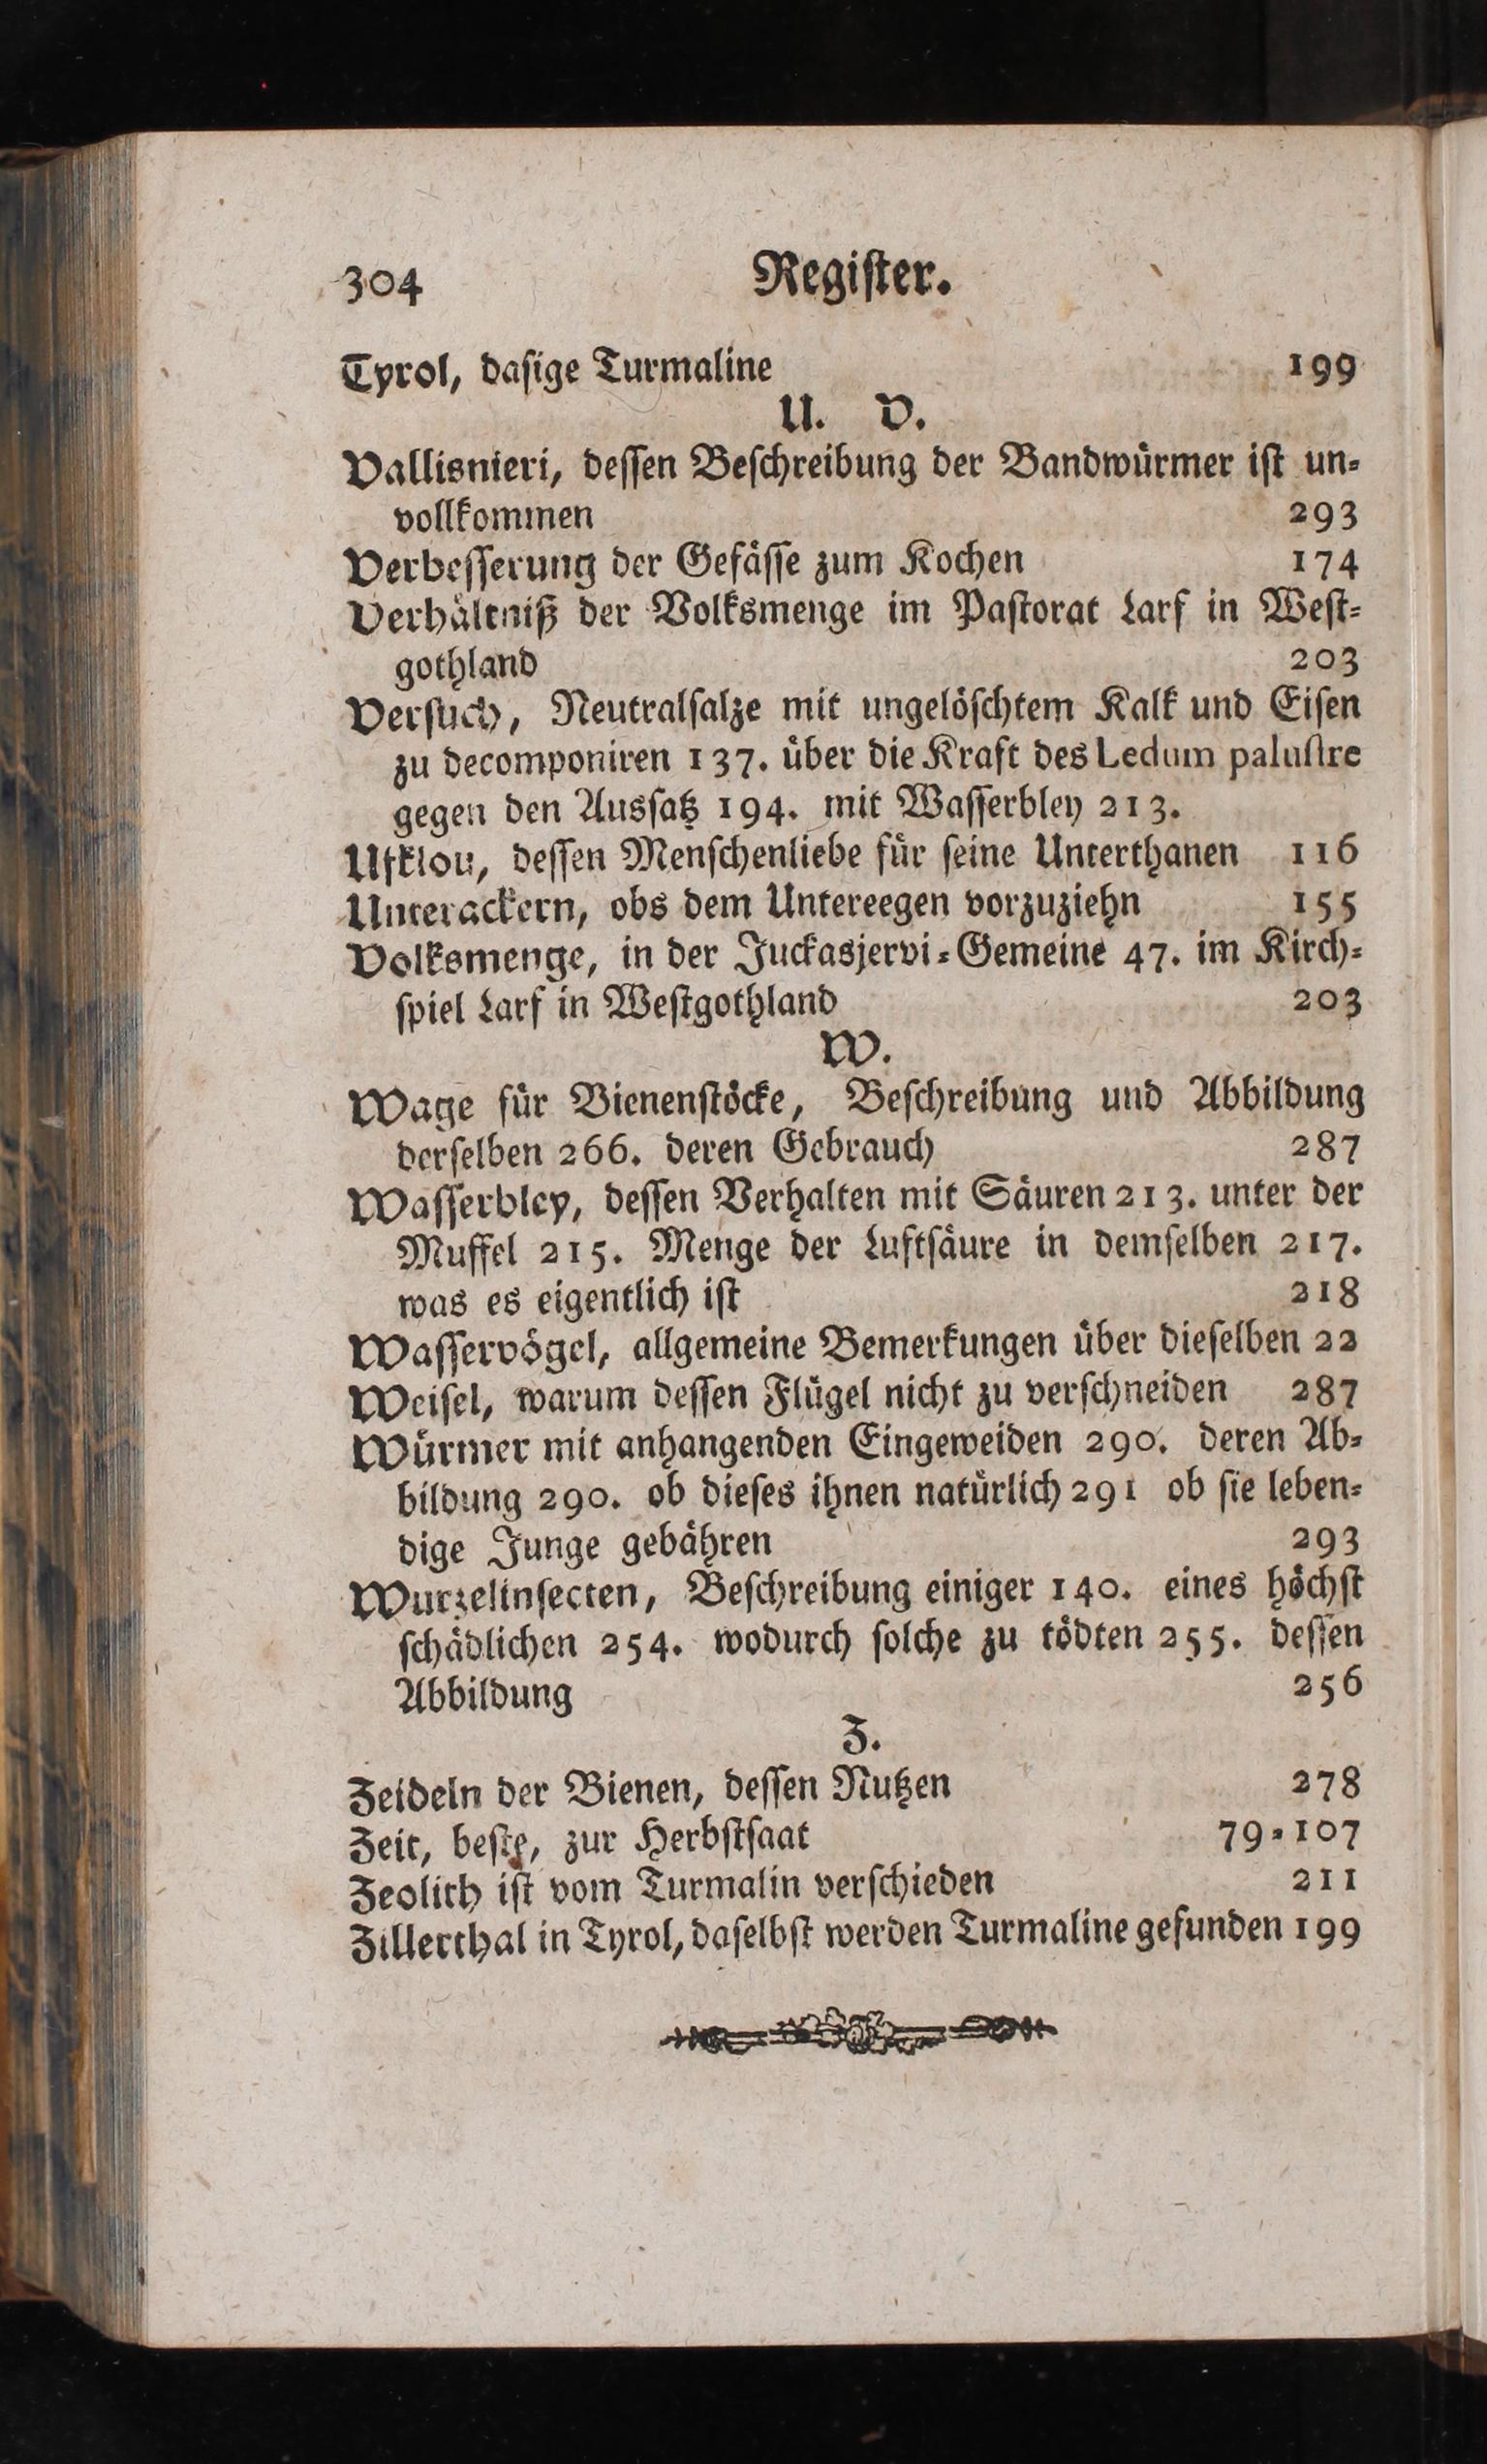 304 Regiſter.
Tyrol, daſige Turmaline 199
U. V.
Vallisnieri, deſſen Beſchreibung der Bandwürmer iſt un-
vollkommen 293
Verbeſſerung der Gefäſſe zum Kochen 174
Verhältniß der Volksmenge im Paſtorat Larf in Weſt-
gothland 203
Verſuch, Neutralſalze mit ungelöſchtem Kalk und Eiſen
zu decomponiren 137. über die Kraft des Ledum paluſtre
gegen den Ausſatz 194. mit Waſſerbley 213.
deſſen Menſchenliebe für ſeine Unterthanen 116
Unterackern, obs dem Untereegen vorzuziehn 155
Volksmenge, in der Juckasjervi-Gemeine 47. im Kirch-
ſpiel Larf in Weſtgothland 203
W.
Wage für Bienenſtöcke, Beſchreibung und Abbildung
derſelben 266. deren Gebrauch 287
Waſſerbley, deſſen Verhalten mit Säuren 213. unter der
Muffel 215. Menge der Luftſäure in demſelben 217.
was es eigentlich iſt 218
Waſſervögel, allgemeine Bemerkungen über dieſelben 22
Weiſel, warum deſſen Flügel nicht zu verſchneiden 287
Würmer mit anhangenden Eingeweiden 290. deren Ab-
bildung 290. ob dieſes ihnen natürlich 291 ob ſie leben-
dige Junge gebähren 293
Wurzelinſecten, Beſchreibung einiger 140. eines höchſt
ſchädlichen 254. wodurch ſolche zu tödten 255. deſſen
Abbildung 256
Z.
Zeideln der Bienen, deſſen Nutzen 278
Zeit, beſte, zur Herbſtſaat 79-107
Zeolith iſt vom Turmalin verſchieden 211
Zillerthal in Tyrol, daſelbſt werden Turmaline gefunden 199